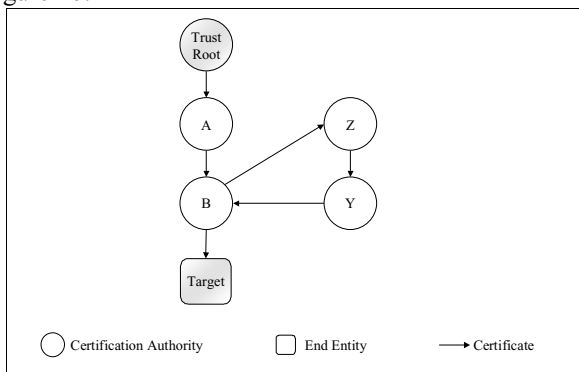 Trust
Root
A
Z
B
Y
Target
Certification Authority
End Entity
Certificate